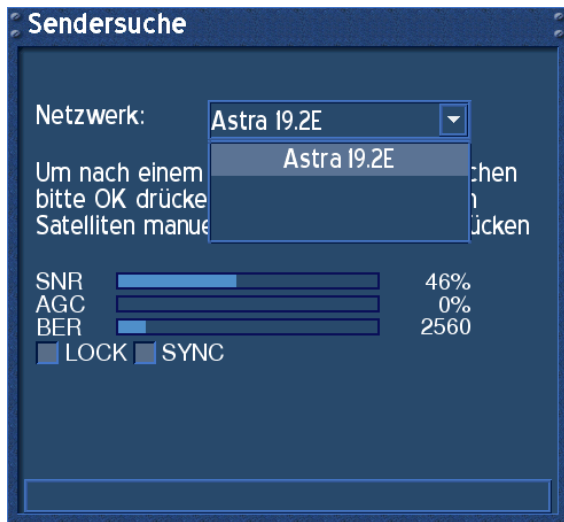 Sendersuche
Netzwerk: Astra 19.2E
Astra 19.2E
Um nach einem
bitte OK drücke
Satelliten manue ücken
SNR 46%
AGC 0%
BER 2560
LOCK SYNC